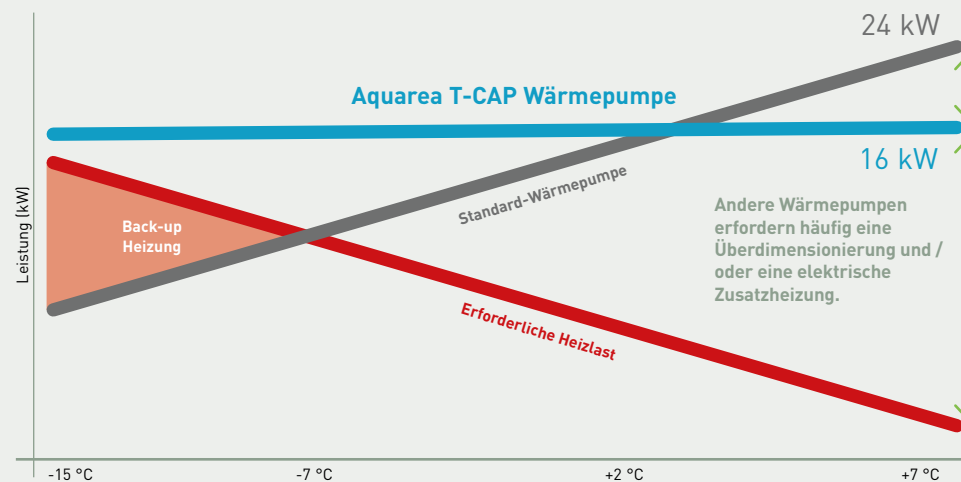 24 kW
Aquarea T-CAP Wärmepumpe
16 kW
Leistung (kW)
Standard-Wärmepumpe
Back-up
Heizung
Andere Wärmepumpen
erfordern häufig eine
Überdimensionierung und /
oder eine elektrische
Zusatzheizung.
Erforderliche Heizlast
-15 °C
-7 °C
+2 °C
+7 °C